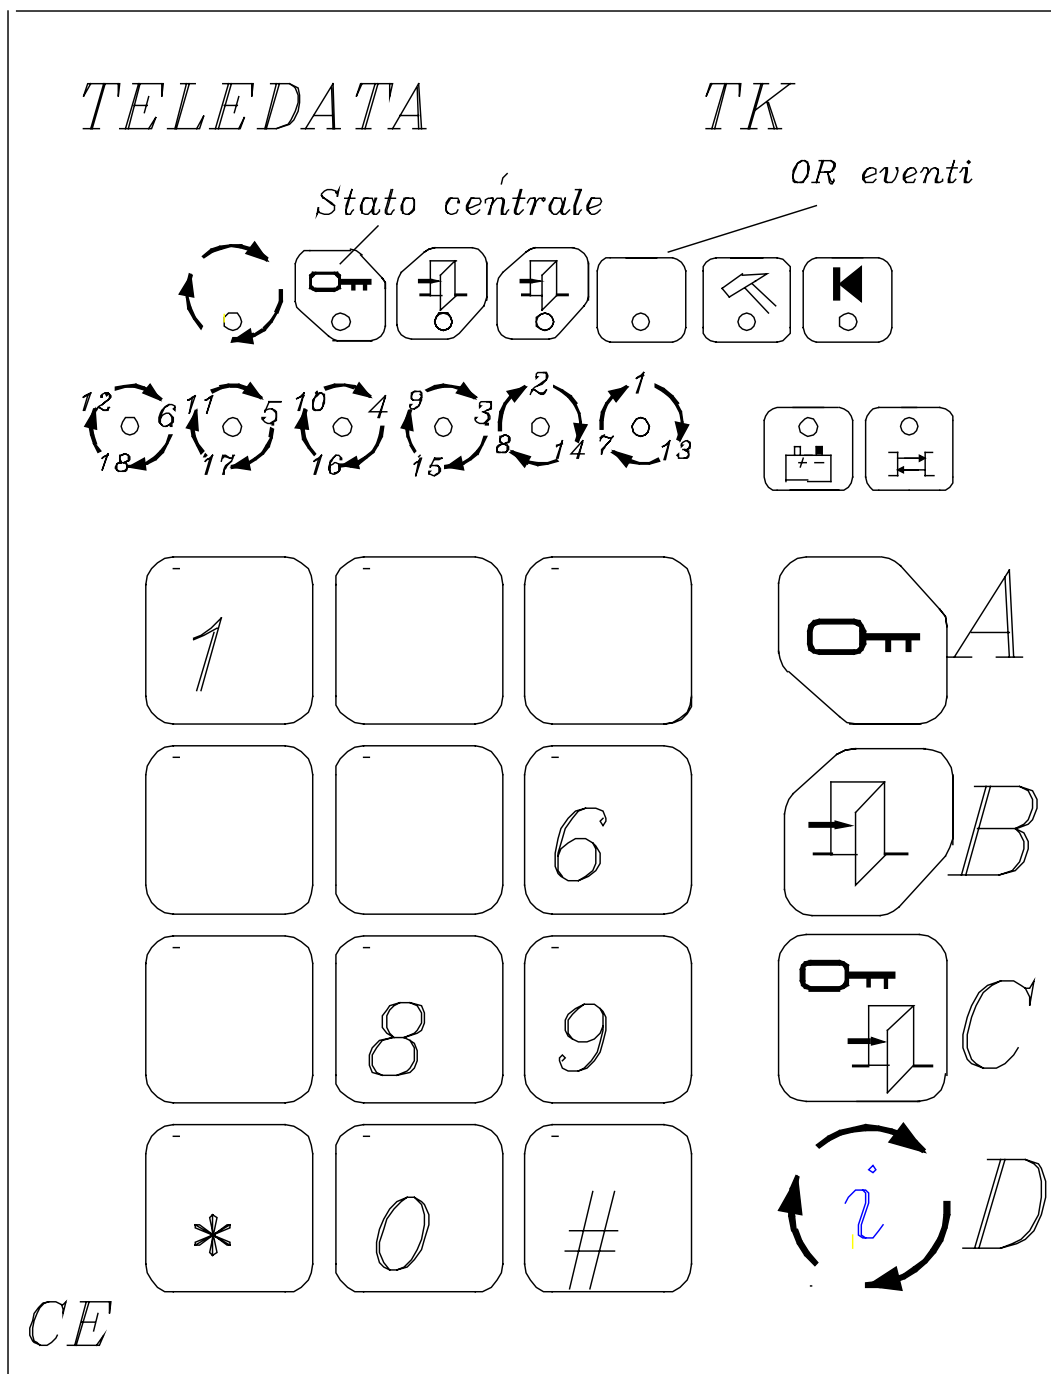 TELEDATA TK
OR eventi
Stato centrale
12 6 11 5 10 4 9 3 2 1
18 17 16 15 8 14 7 13
+ -
1 A
6 B
8 9 C
* 0 # i D
CE